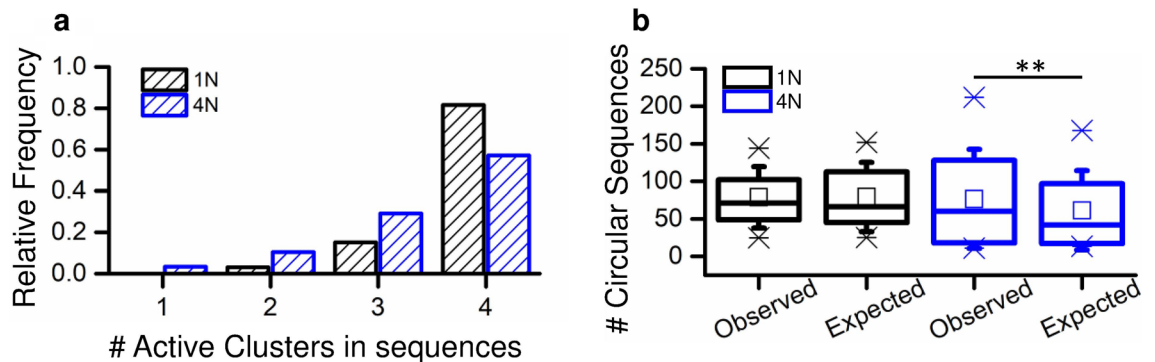 a
Relative Frequency
1.0
0.8
0.6
0.4
0.2
0.0
1N
4N
1 2 3 4
# Active Clusters in sequences
b
# Circular Sequences
250
200
150
100
50
0
1N
4N
**
Observed Expected Observed Expected